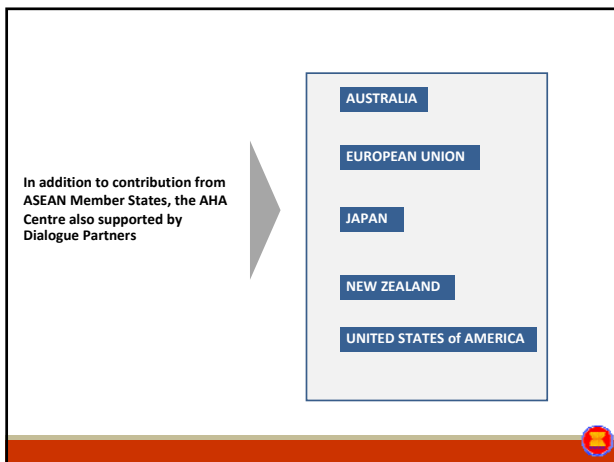 In addition to contribution from
ASEAN Member States, the AHA
Centre also supported by
Dialogue Partners
AUSTRALIA
EUROPEAN UNION
JAPAN
NEW ZEALAND
UNITED STATES of AMERICA